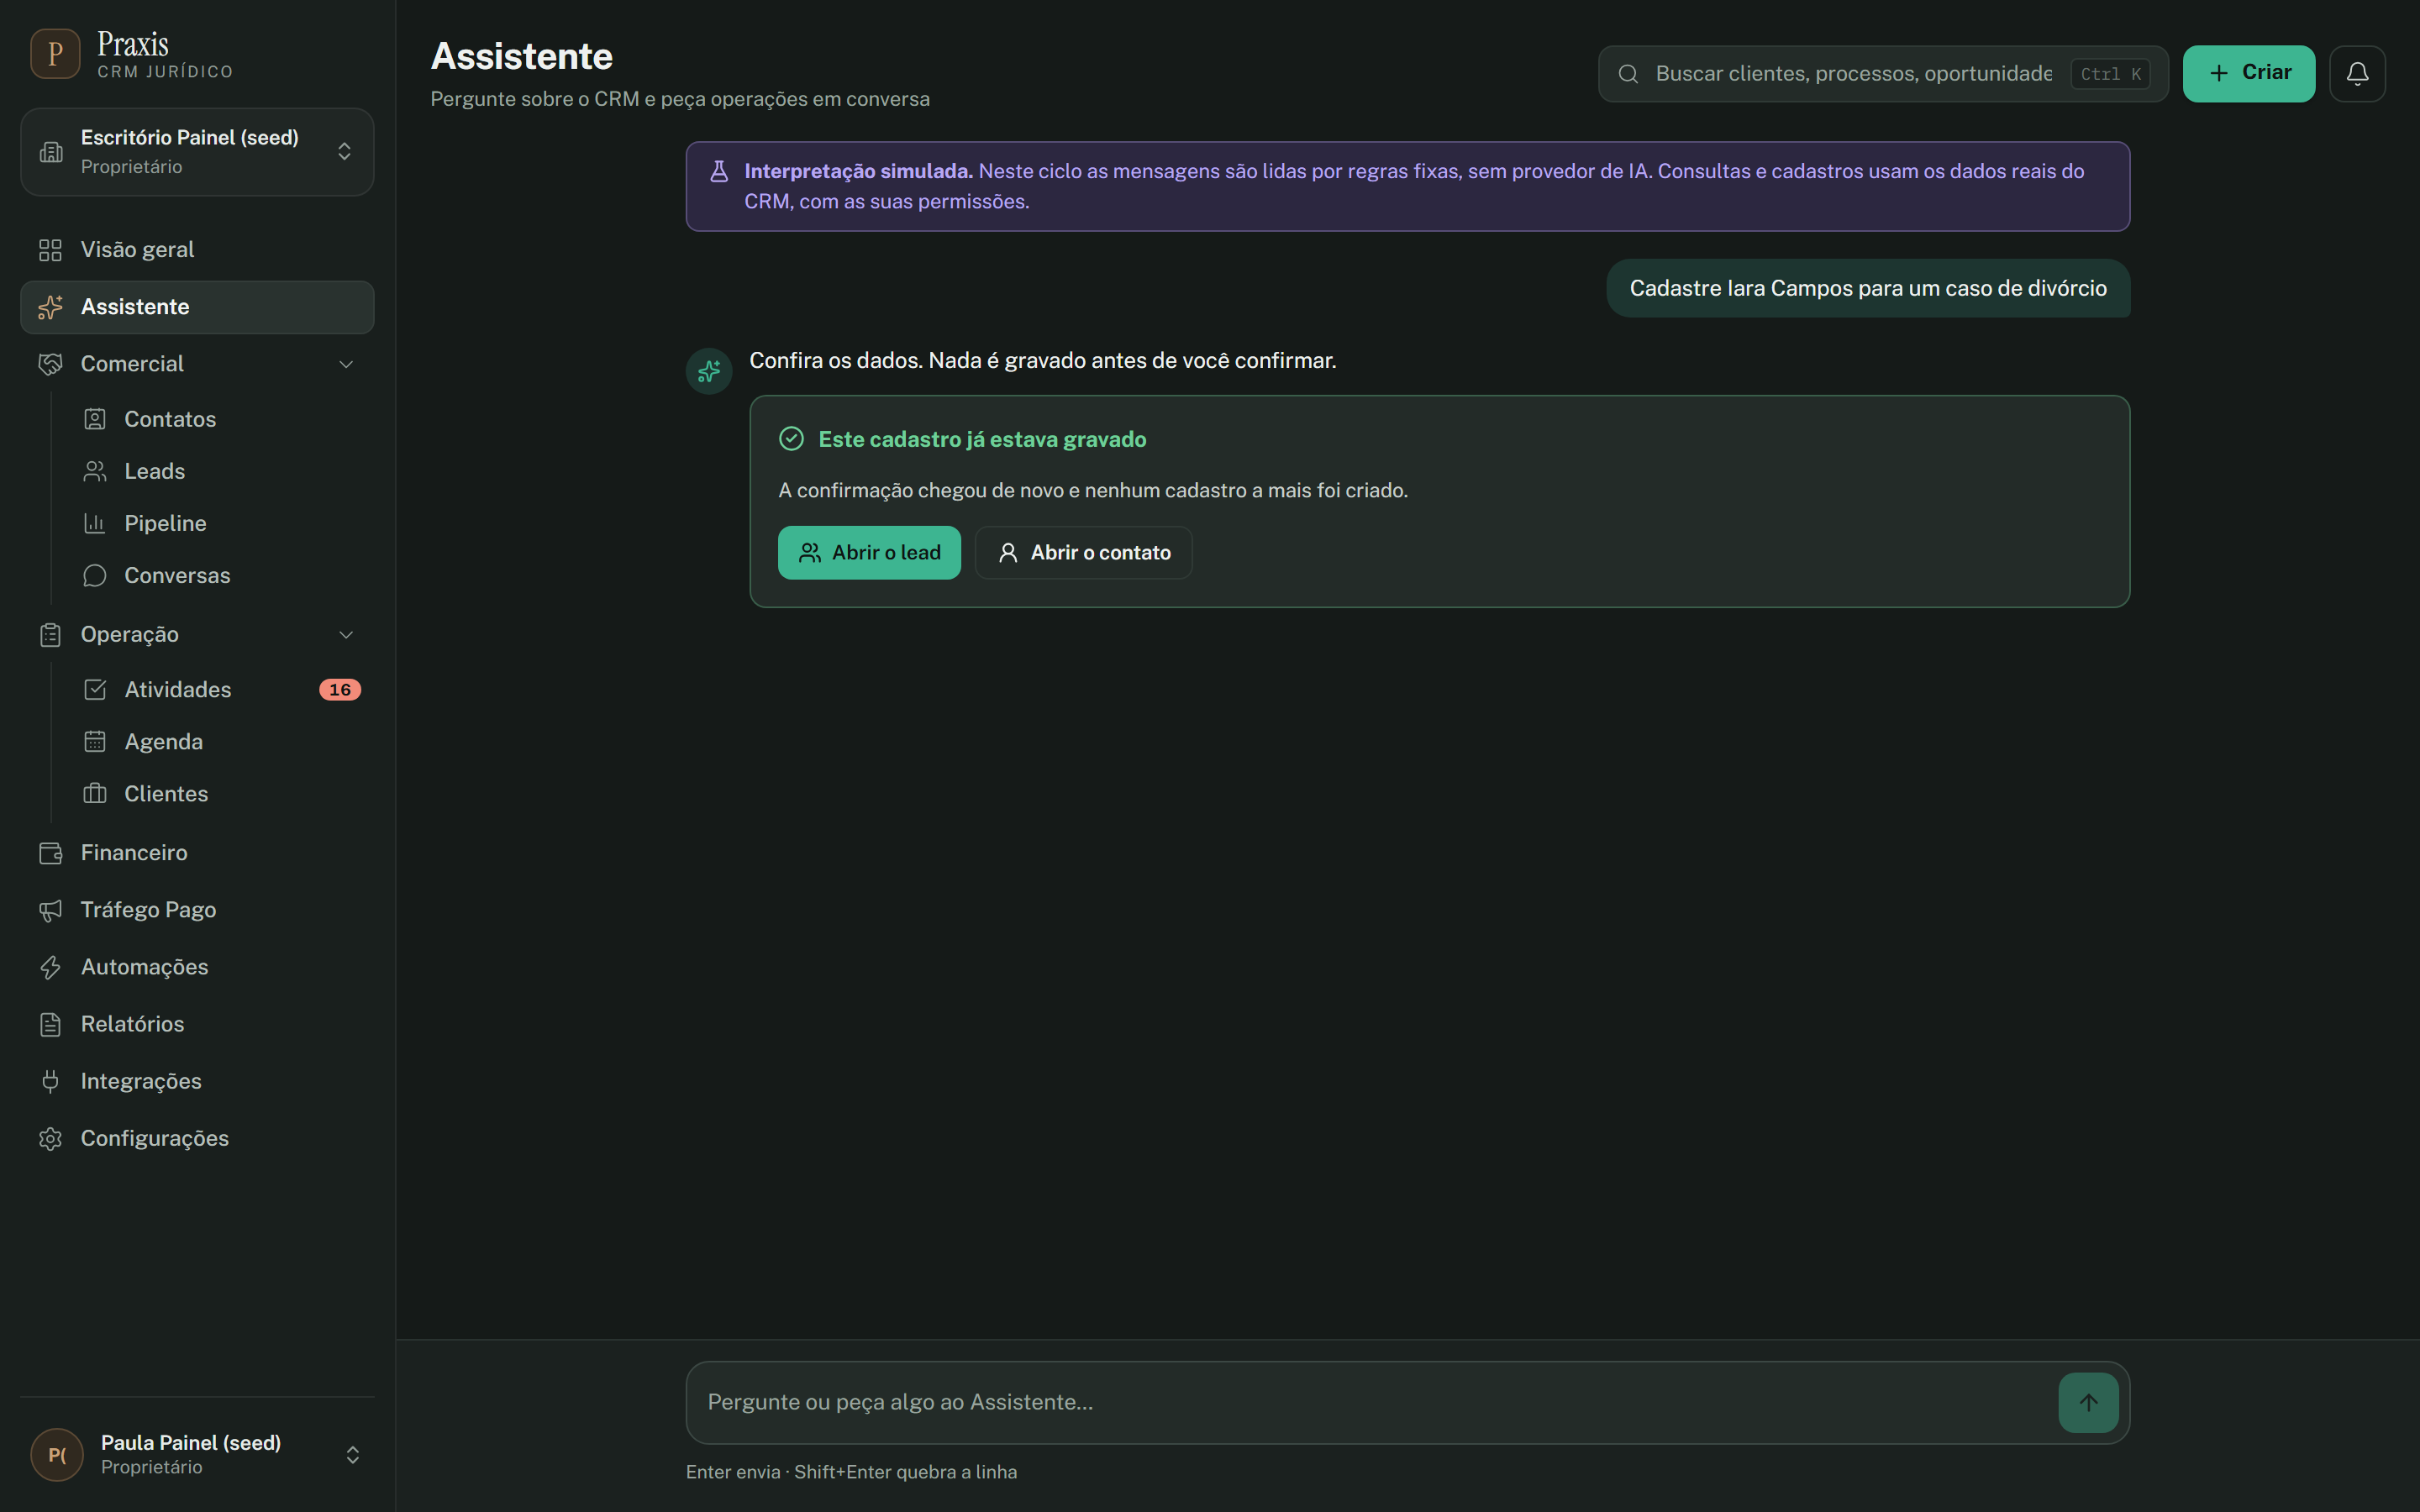 P
Praxis
CRM JURÍDICO
Escritório Painel (seed)
Proprietário
Visão geral
Assistente
Comercial
Contatos
Leads
Pipeline
Conversas
Operação
Atividades
16
Agenda
Clientes
Financeiro
Tráfego Pago
Automações
Relatórios
Integrações
Configurações
P(
Paula Painel (seed)
Proprietário
Assistente
Pergunte sobre o CRM e peça operações em conversa
Buscar clientes, processos, oportunidade
Ctrl K
Criar
Interpretação simulada. Neste ciclo as mensagens são lidas por regras fixas, sem provedor de IA. Consultas e cadastros usam os dados reais do
CRM, com as suas permissões.
Cadastre Iara Campos para um caso de divórcio
Confira os dados. Nada é gravado antes de você confirmar.
Este cadastro já estava gravado
A confirmação chegou de novo e nenhum cadastro a mais foi criado.
Abrir o lead
Abrir o contato
Pergunte ou peça algo ao Assistente...
Enter envia · Shift+Enter quebra a linha